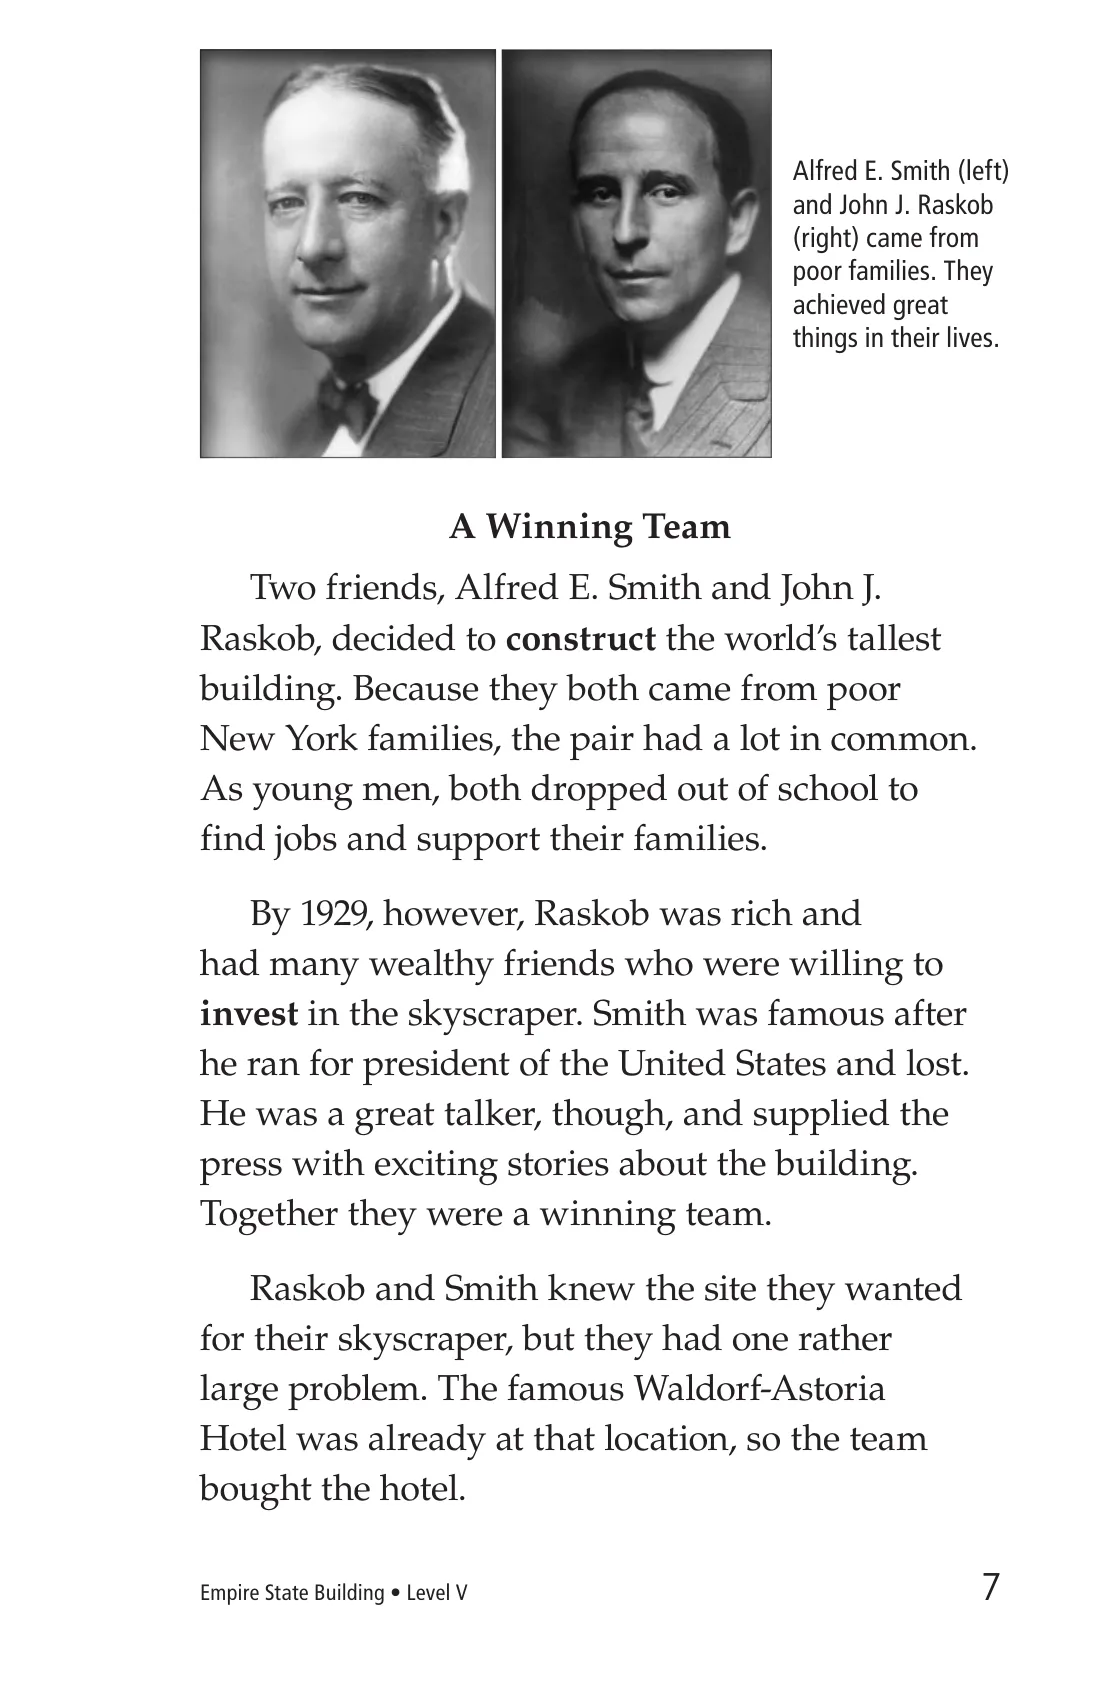 Alfred E. Smith (left)
and John J. Raskob
(right) came from
poor families. They
achieved great
things in their lives.
A Winning Team
Two friends, Alfred E. Smith and John J.
Raskob, decided to construct the world’s tallest
building. Because they both came from poor
New York families, the pair had a lot in common.
As young men, both dropped out of school to
find jobs and support their families.
By 1929, however, Raskob was rich and
had many wealthy friends who were willing to
invest in the skyscraper. Smith was famous after
he ran for president of the United States and lost.
He was a great talker, though, and supplied the
press with exciting stories about the building.
Together they were a winning team.
Raskob and Smith knew the site they wanted
for their skyscraper, but they had one rather
large problem. The famous Waldorf-Astoria
Hotel was already at that location, so the team
bought the hotel.
Empire State Building • Level V
7